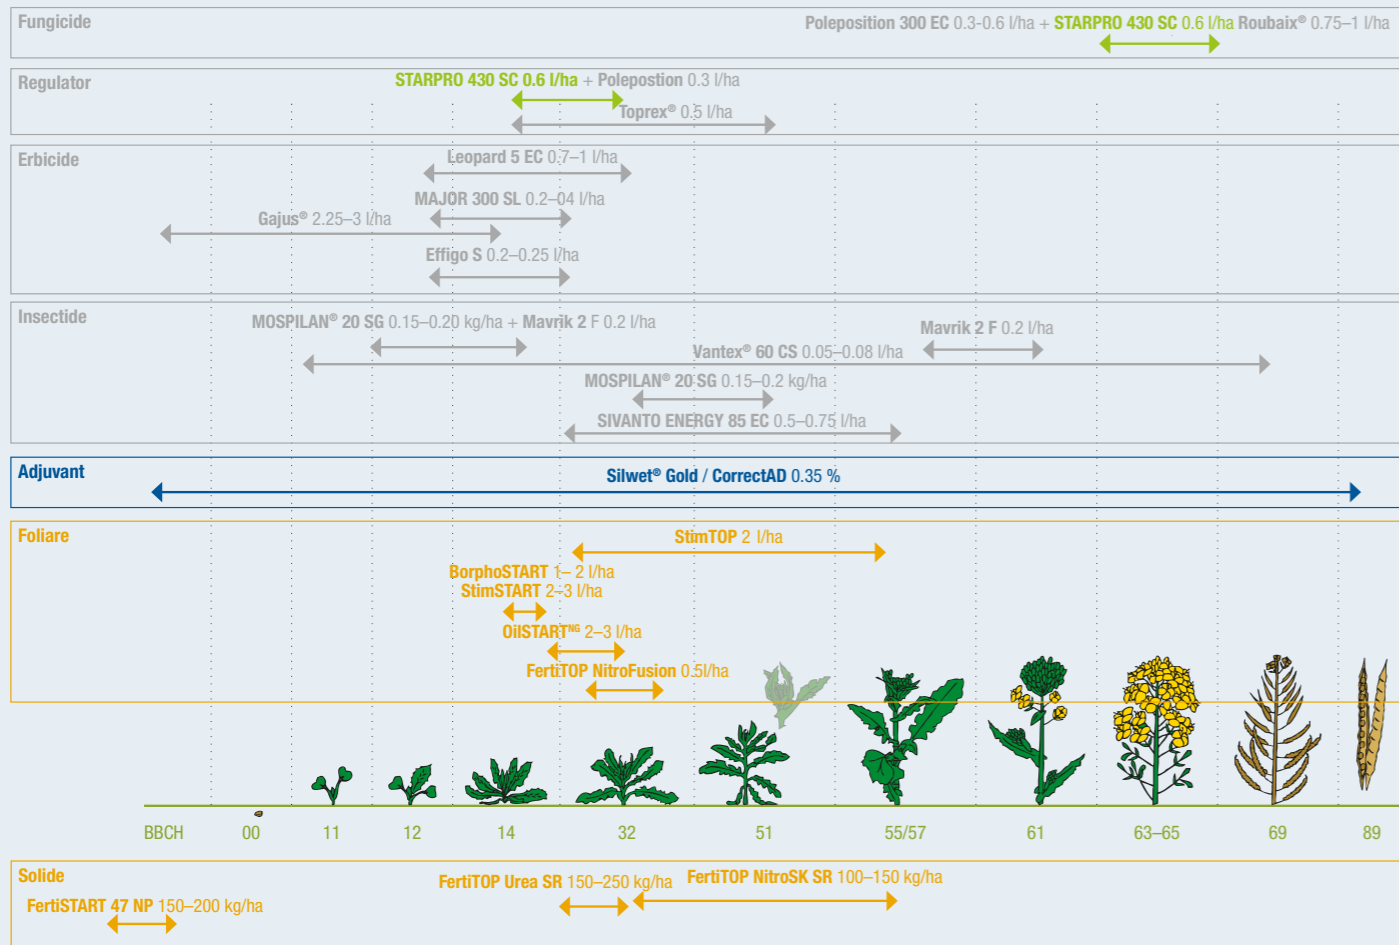 Fungicide
Poleposition 300 EC 0.3-0.6 l/ha + STARPRO 430 SC 0.6 l/ha Roubaix® 0.75–1 l/ha
Regulator
STARPRO 430 SC 0.6 l/ha + Polepostion 0.3 l/ha
Toprex® 0.5 l/ha
Erbicide
Leopard 5 EC 0.7–1 l/ha
MAJOR 300 SL 0.2–04 l/ha
Gajus® 2.25–3 l/ha
Effigo S 0.2–0.25 l/ha
Insectide
MOSPILAN® 20 SG 0.15–0.20 kg/ha + Mavrik 2 F 0.2 l/ha
Mavrik 2 F 0.2 l/ha
Vantex® 60 CS 0.05–0.08 l/ha
MOSPILAN® 20 SG 0.15–0.2 kg/ha
SIVANTO ENERGY 85 EC 0.5–0.75 l/ha
Adjuvant
Silwet® Gold / CorrectAD 0.35 %
Foliare
StimTOP 2 l/ha
BorphoSTART 1– 2 l/ha
StimSTART 2–3 l/ha
OilSTARTNG 2–3 l/ha
FertiTOP NitroFusion 0.5l/ha
BBCH 00 11 12 14 32 51 55/57 61 63–65 69 89
Solide
FertiTOP Urea SR 150–250 kg/ha
FertiTOP NitroSK SR 100–150 kg/ha
FertiSTART 47 NP 150–200 kg/ha